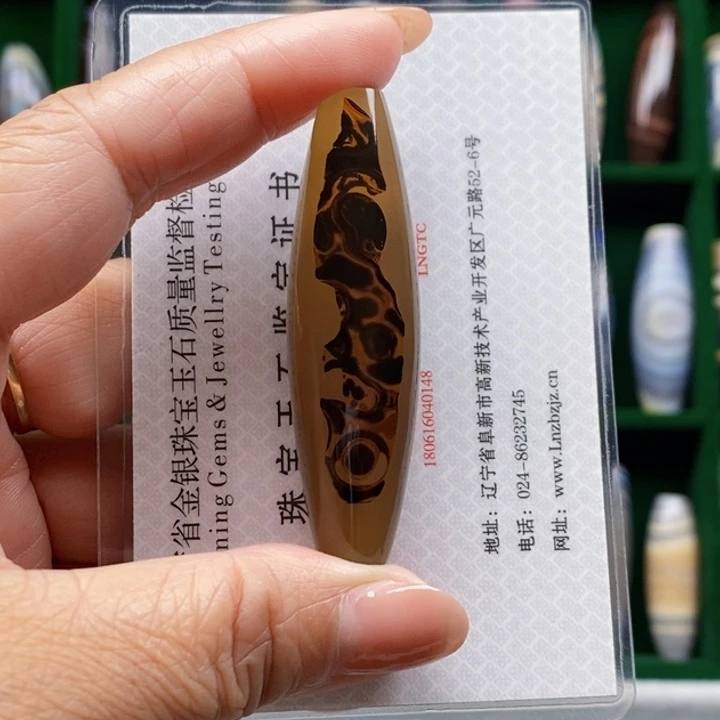 省金银珠宝玉石质量监督检
ning Gems & Jewellry Testing
珠宝玉石鉴定证书
180616040148
LNGTC
地址：辽宁省阜新市高新技术产业开发区广元路52-6号
电话：024-86232745
网址：www.Lnzbzjz.cn